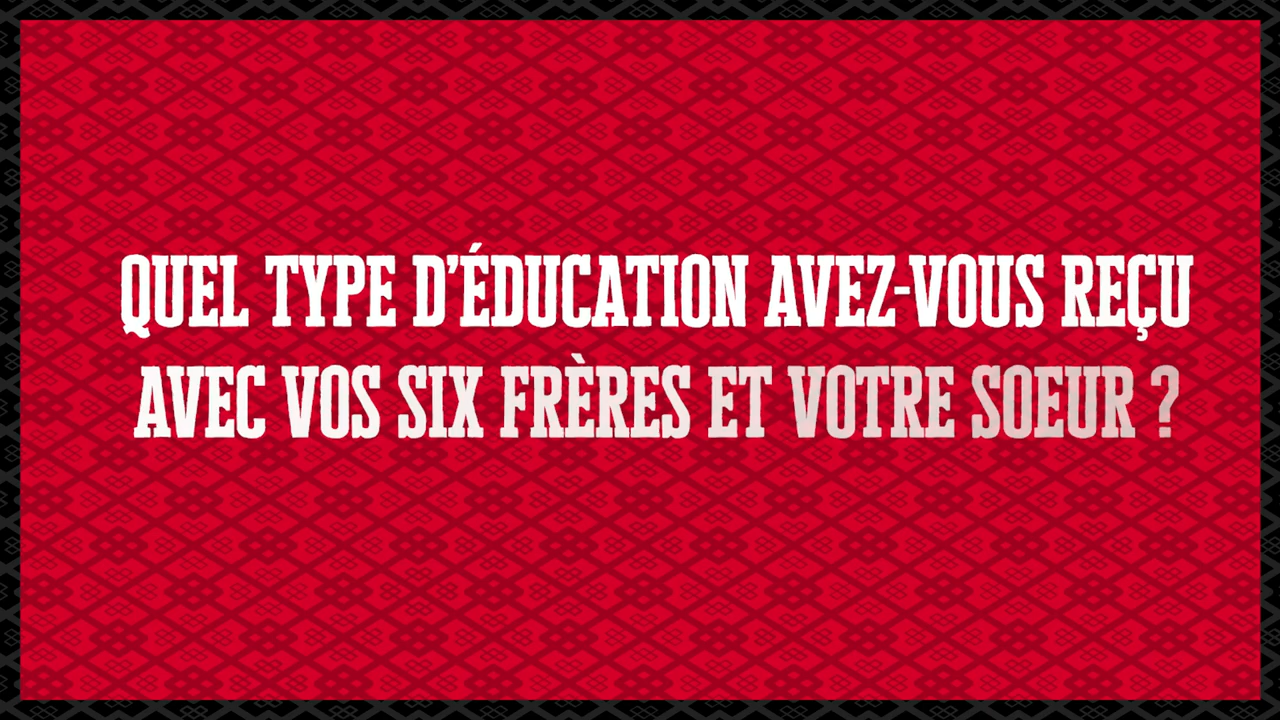 QUEL TYPE D'ÉDUCATION AVEZ-VOUS REÇU
AVEC VOS SIX FRÈRES ET VOTRE SOEUR ?